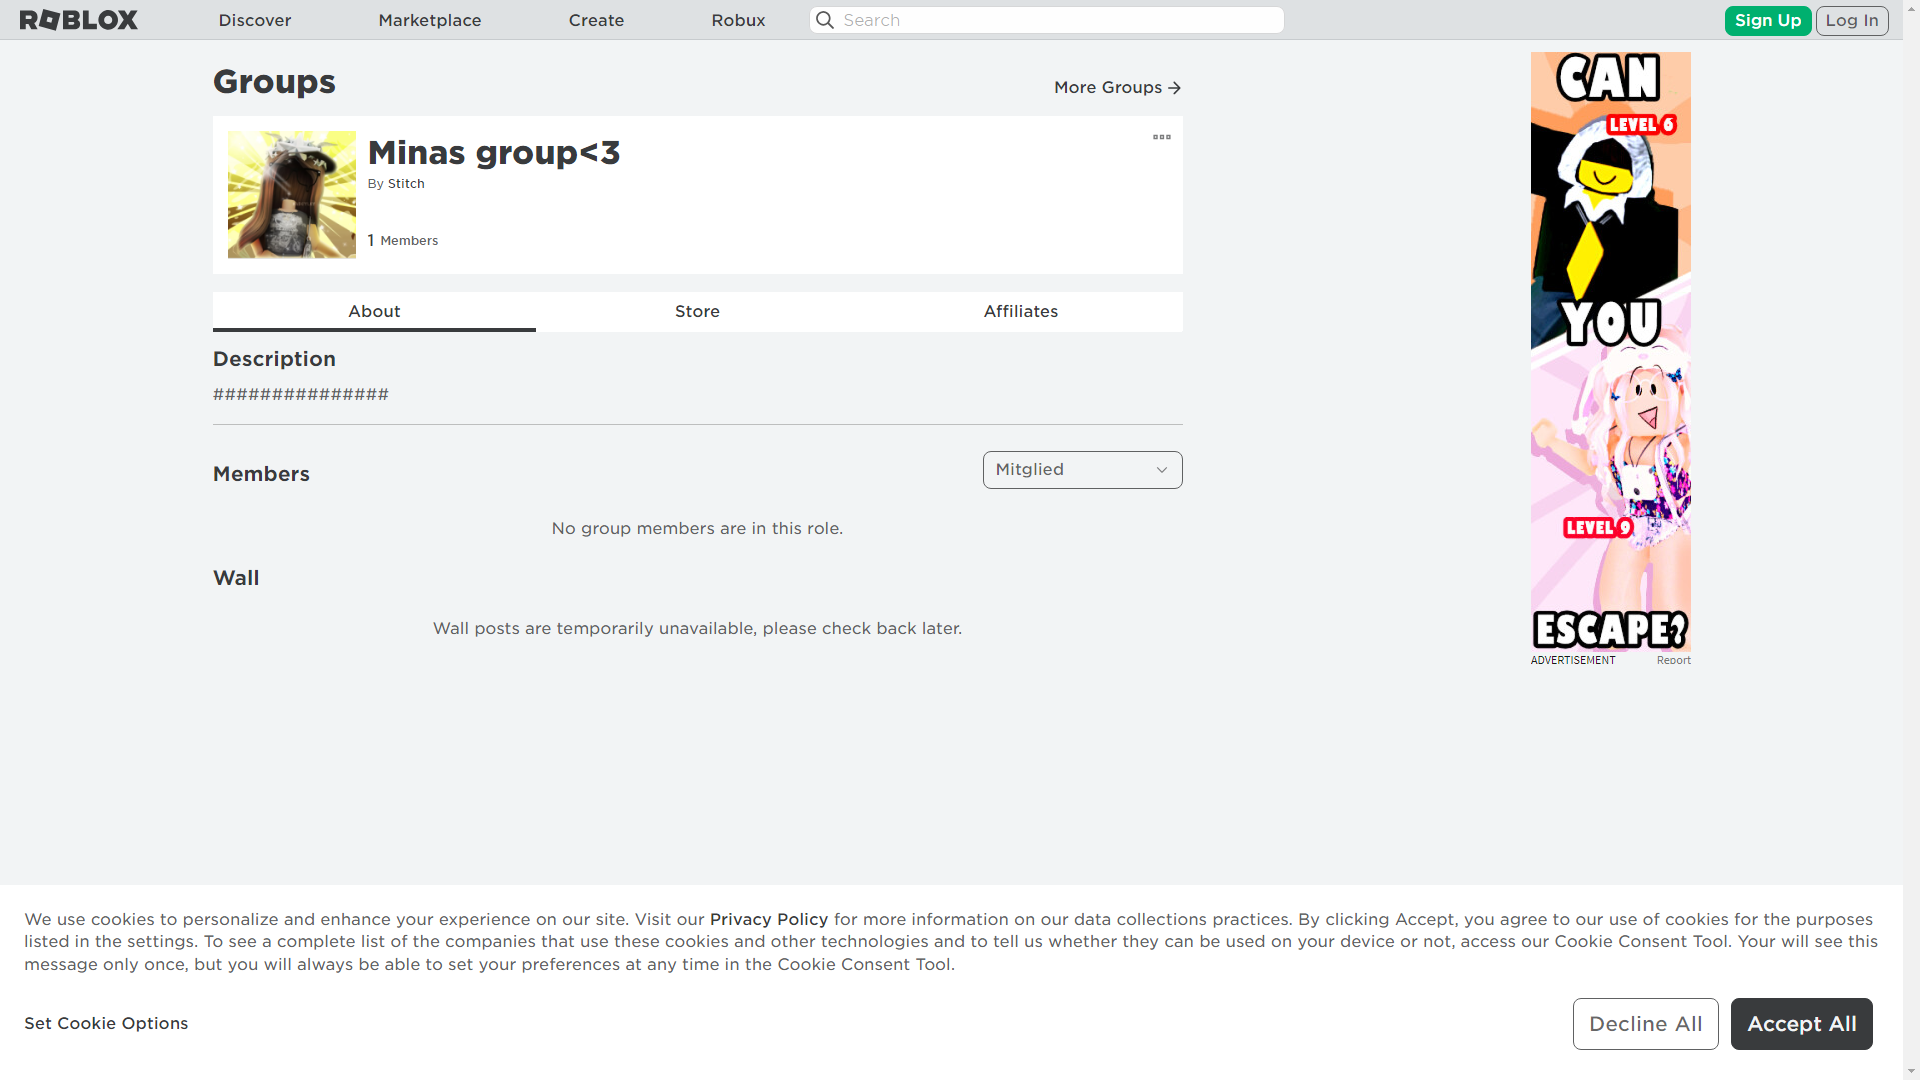 ROBLOX
Discover
Marketplace
Create
Robux
Search
Sign Up
Log In
Groups
More Groups
Minas group<3
By Stitch
1 Members
About
Store
Affiliates
Description
###############
Members
Mitglied
No group members are in this role.
Wall
Wall posts are temporarily unavailable, please check back later.
CAN
LEVEL 6
YOU
LEVEL 9
ESCAPE?
ADVERTISEMENT
Report
We use cookies to personalize and enhance your experience on our site. Visit our Privacy Policy for more information on our data collections practices. By clicking Accept, you agree to our use of cookies for the purposes
listed in the settings. To see a complete list of the companies that use these cookies and other technologies and to tell us whether they can be used on your device or not, access our Cookie Consent Tool. Your will see this
message only once, but you will always be able to set your preferences at any time in the Cookie Consent Tool.
Set Cookie Options
Decline All
Accept All